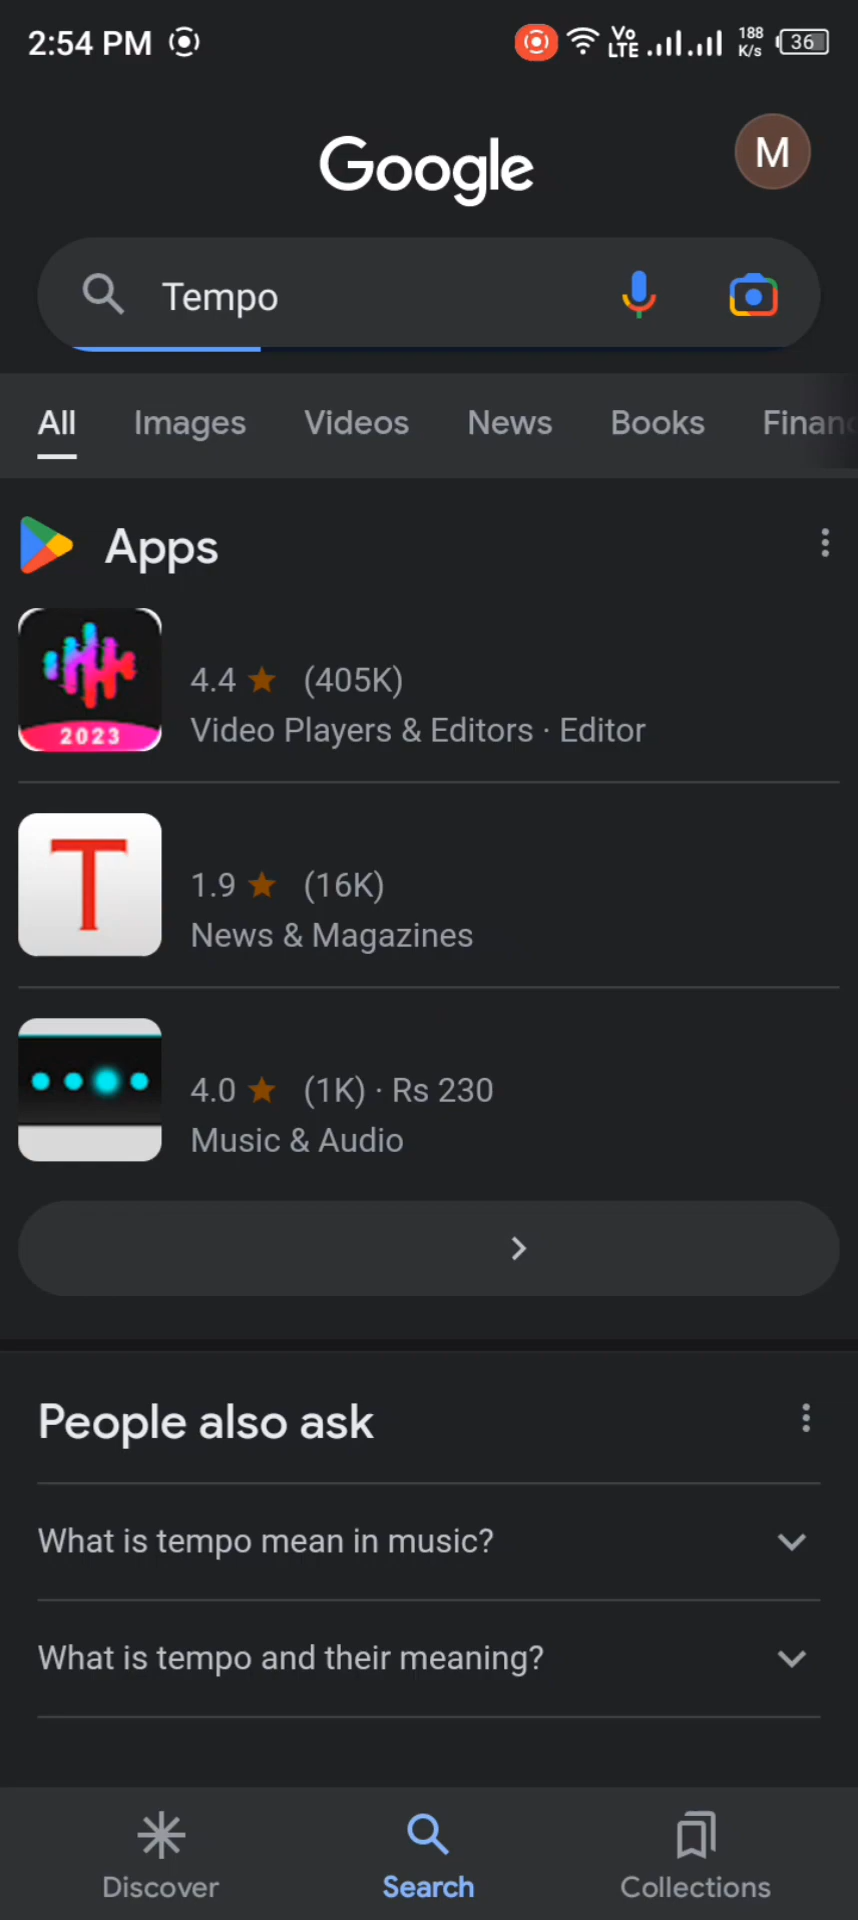 2:54 PM
Vo
LTE
188
K/s
36
Google
M
Tempo
All
Images
Videos
News
Books
Financ
Apps
2023
4.4 ★ (405K)
Video Players & Editors · Editor
T
1.9 ★ (16K)
News & Magazines
4.0 ★ (1K) · Rs 230
Music & Audio
People also ask
What is tempo mean in music?
What is tempo and their meaning?
Discover
Search
Collections